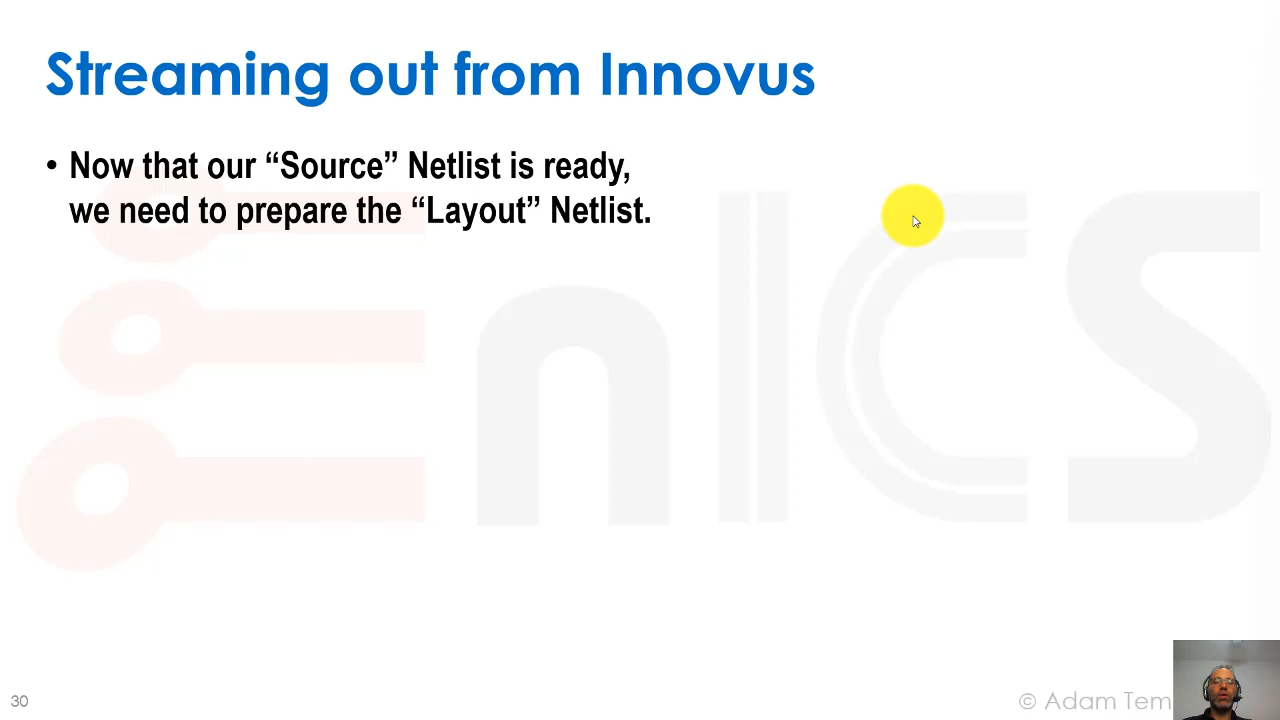 Streaming out from Innovus
• Now that our “Source” Netlist is ready,
we need to prepare the “Layout” Netlist.
enICS
30
© Adam Tem